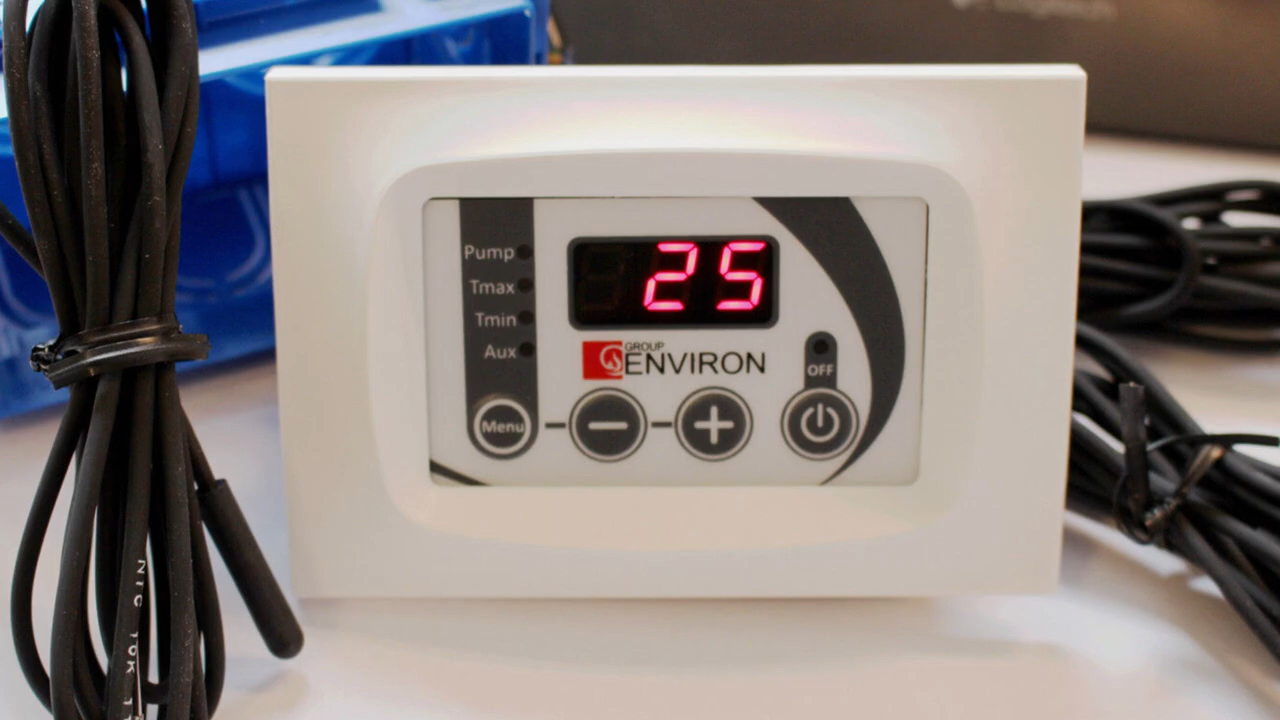 25
Pump
Tmax
Tmin
Aux
GROUP
ENVIRON
OFF
Menu
NTC 10K